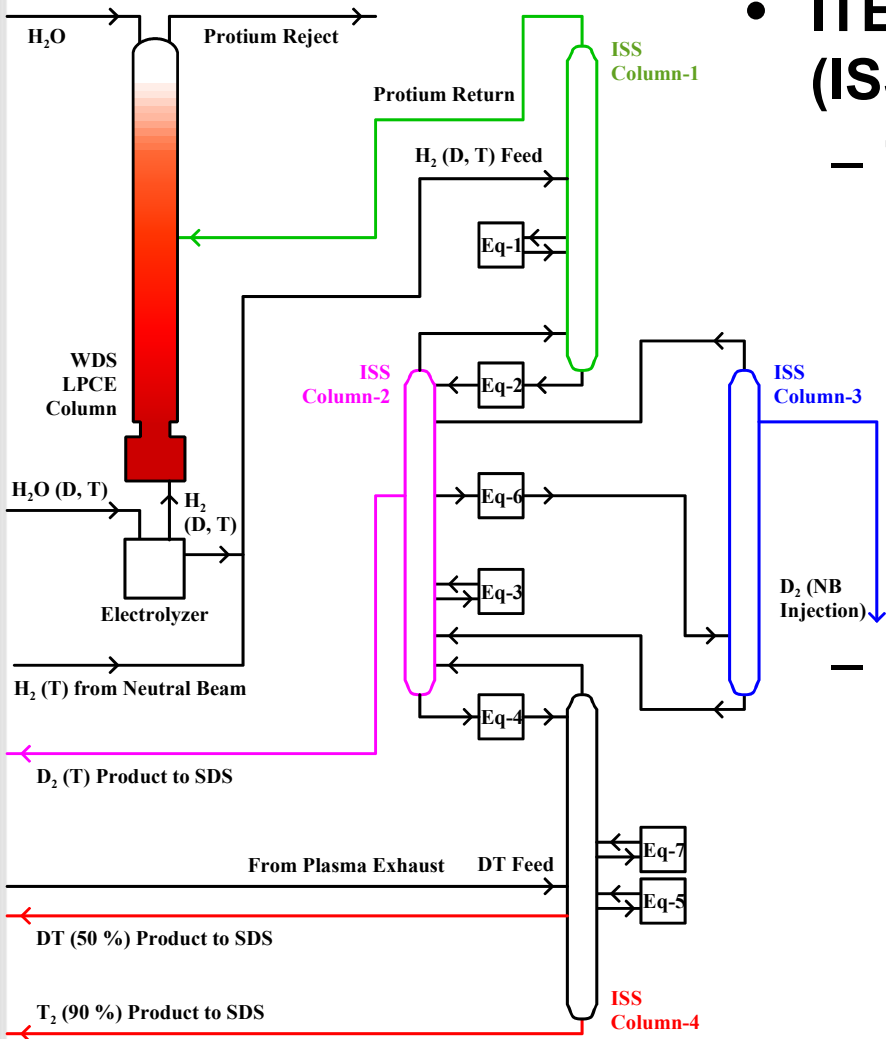 H₂O
Protium Reject
ISS
Column-1
Protium Return
H₂ (D, T) Feed
Eq-1
WDS
LPCE
Column
ISS
Column-2
Eq-2
ISS
Column-3
H₂O (D, T)
H₂
(D, T)
Eq-6
Electrolyzer
Eq-3
D₂ (NB
Injection)
H₂ (T) from Neutral Beam
Eq-4
D₂ (T) Product to SDS
From Plasma Exhaust
DT Feed
Eq-7
Eq-5
DT (50 %) Product to SDS
T₂ (90 %) Product to SDS
ISS
Column-4
•
–
–